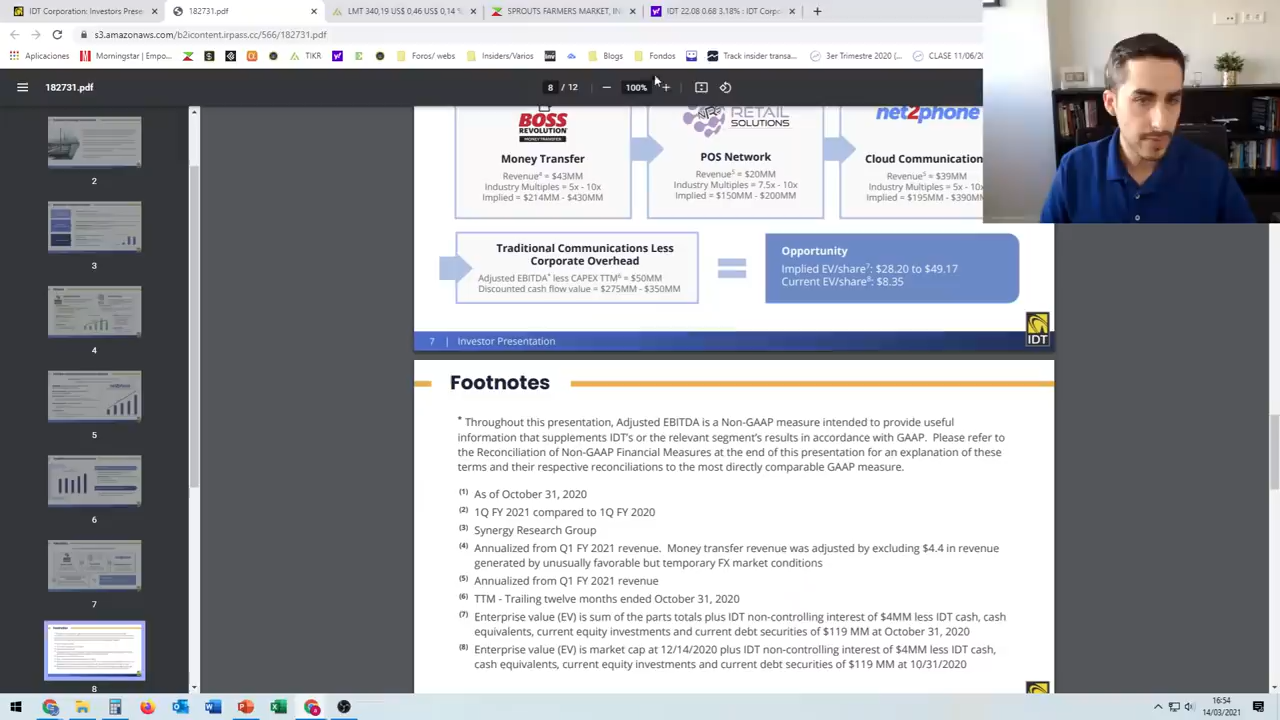 IDT Corporation: Investors Prese
182731.pdf
LMT 340,19 US$ 0,46 US$ 0,14 %
SPROUTS FARMERS MARKET, IN
IDT 22.08 0.68 3.18% : IDT Corpo
s3.amazonaws.com/b2icontent.irpass.cc/566/182731.pdf
Aplicaciones
Morningstar | Empo...
TIKR
Foros/ webs
Insiders/Varios
Blogs
Fondos
Track insider transa...
3er Trimestre 2020 (...
CLASE 11/06/2
182731.pdf
8 / 12
100%
BOSS
REVOLUTION
MONEY TRANSFER
RETAIL
SOLUTIONS
net2phone
Money Transfer
Revenue⁴ = $43MM
Industry Multiples = 5x - 10x
Implied = $214MM - $430MM
POS Network
Revenue⁵ = $20MM
Industry Multiples = 7.5x - 10x
Implied = $150MM - $200MM
Cloud Communication
Revenue⁵ = $39MM
Industry Multiples = 5x - 10x
Implied = $195MM - $390MM
Traditional Communications Less
Corporate Overhead
Adjusted EBITDA* less CAPEX TTM⁶ = $50MM
Discounted cash flow value = $275MM - $350MM
Opportunity
Implied EV/share⁷: $28.20 to $49.17
Current EV/share⁸: $8.35
7 | Investor Presentation
IDT
Footnotes
* Throughout this presentation, Adjusted EBITDA is a Non-GAAP measure intended to provide useful
information that supplements IDT's or the relevant segment's results in accordance with GAAP. Please refer to
the Reconciliation of Non-GAAP Financial Measures at the end of this presentation for an explanation of these
terms and their respective reconciliations to the most directly comparable GAAP measure.
(1) As of October 31, 2020
(2) 1Q FY 2021 compared to 1Q FY 2020
(3) Synergy Research Group
(4) Annualized from Q1 FY 2021 revenue. Money transfer revenue was adjusted by excluding $4.4 in revenue
generated by unusually favorable but temporary FX market conditions
(5) Annualized from Q1 FY 2021 revenue
(6) TTM - Trailing twelve months ended October 31, 2020
(7) Enterprise value (EV) is sum of the parts totals plus IDT non-controlling interest of $4MM less IDT cash, cash
equivalents, current equity investments and current debt securities of $119 MM at October 31, 2020
(8) Enterprise value (EV) is market cap at 12/14/2020 plus IDT non-controlling interest of $4MM less IDT cash,
cash equivalents, current equity investments and current debt securities of $119 MM at 10/31/2020
2
3
4
5
6
7
8
16:54
14/03/2021